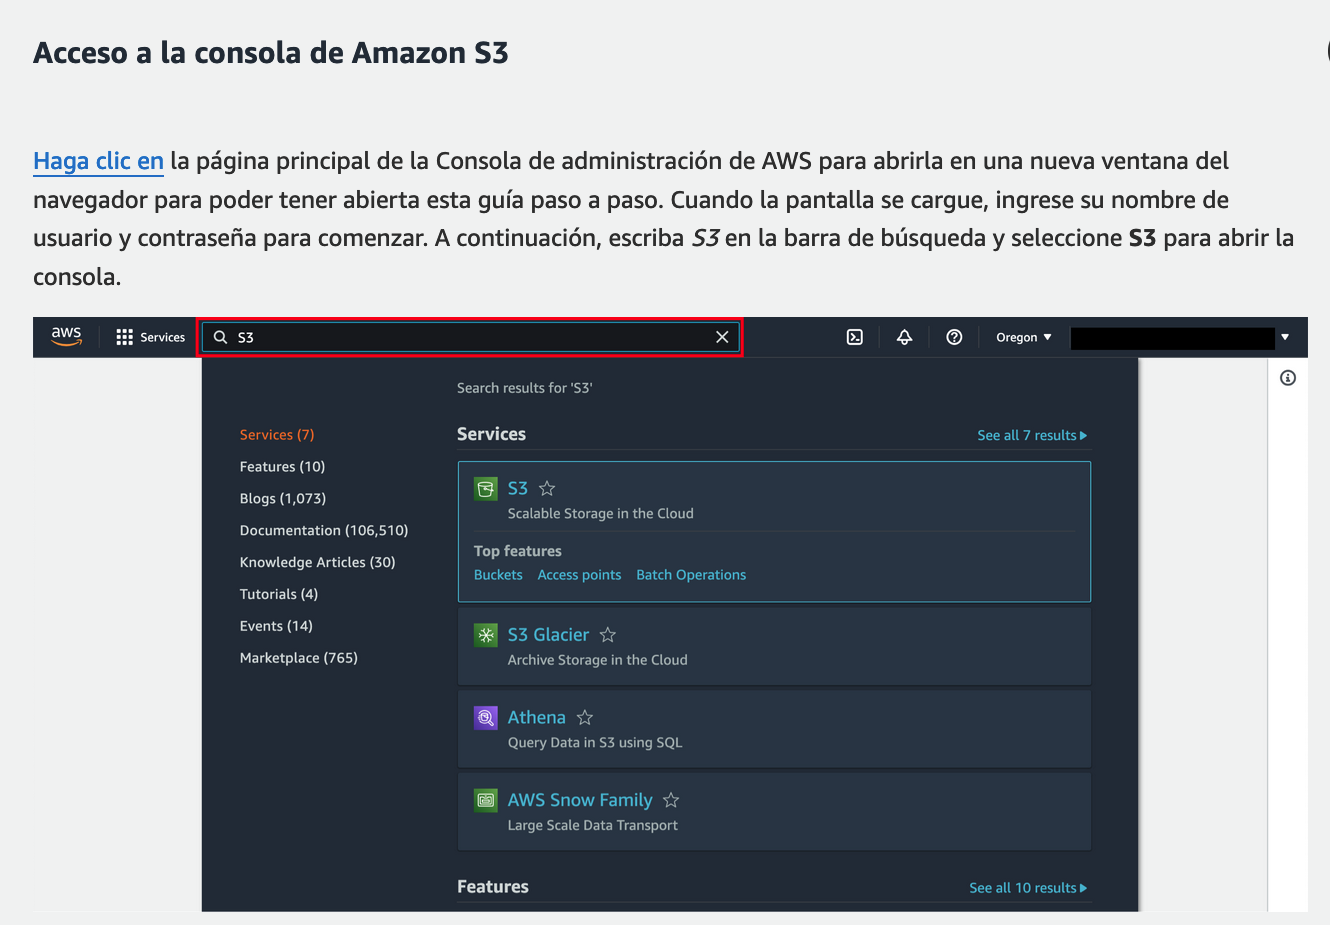 Acceso a la consola de Amazon S3
Haga clic en la página principal de la Consola de administración de AWS para abrirla en una nueva ventana del
navegador para poder tener abierta esta guía paso a paso. Cuando la pantalla se cargue, ingrese su nombre de
usuario y contraseña para comenzar. A continuación, escriba S3 en la barra de búsqueda y seleccione S3 para abrir la
consola.
aws Services S3 Oregon
Search results for 'S3'
Services (7)
Features (10)
Blogs (1,073)
Documentation (106,510)
Knowledge Articles (30)
Tutorials (4)
Events (14)
Marketplace (765)
Services See all 7 results
S3
Scalable Storage in the Cloud
Top features
Buckets Access points Batch Operations
S3 Glacier
Archive Storage in the Cloud
Athena
Query Data in S3 using SQL
AWS Snow Family
Large Scale Data Transport
Features See all 10 results